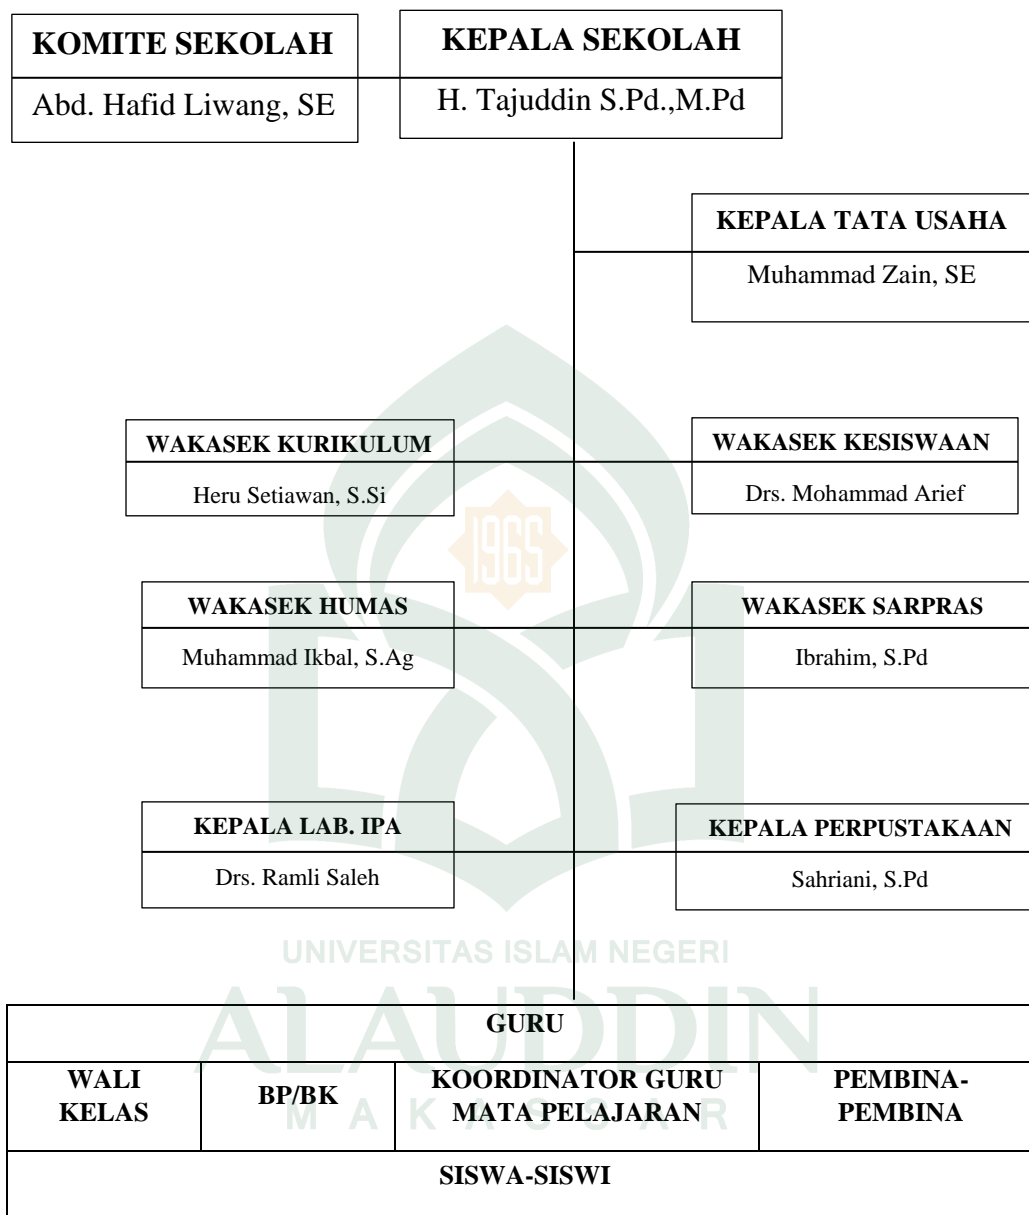 KOMITE SEKOLAH
Abd. Hafid Liwang, SE
KEPALA SEKOLAH
H. Tajuddin S.Pd.,M.Pd
KEPALA TATA USAHA
Muhammad Zain, SE
WAKASEK KURIKULUM
Heru Setiawan, S.Si
WAKASEK KESISWAAN
Drs. Mohammad Arief
1965
WAKASEK HUMAS
Muhammad Ikbal, S.Ag
WAKASEK SARPRAS
Ibrahim, S.Pd
KEPALA LAB. IPA
Drs. Ramli Saleh
KEPALA PERPUSTAKAAN
Sahriani, S.Pd
UNIVERSITAS ISLAM NEGERI
ALAUDDIN
MAKASSAR
GURU
WALI
KELAS
BP/BK
KOORDINATOR GURU
MATA PELAJARAN
PEMBINA-
PEMBINA
SISWA-SISWI